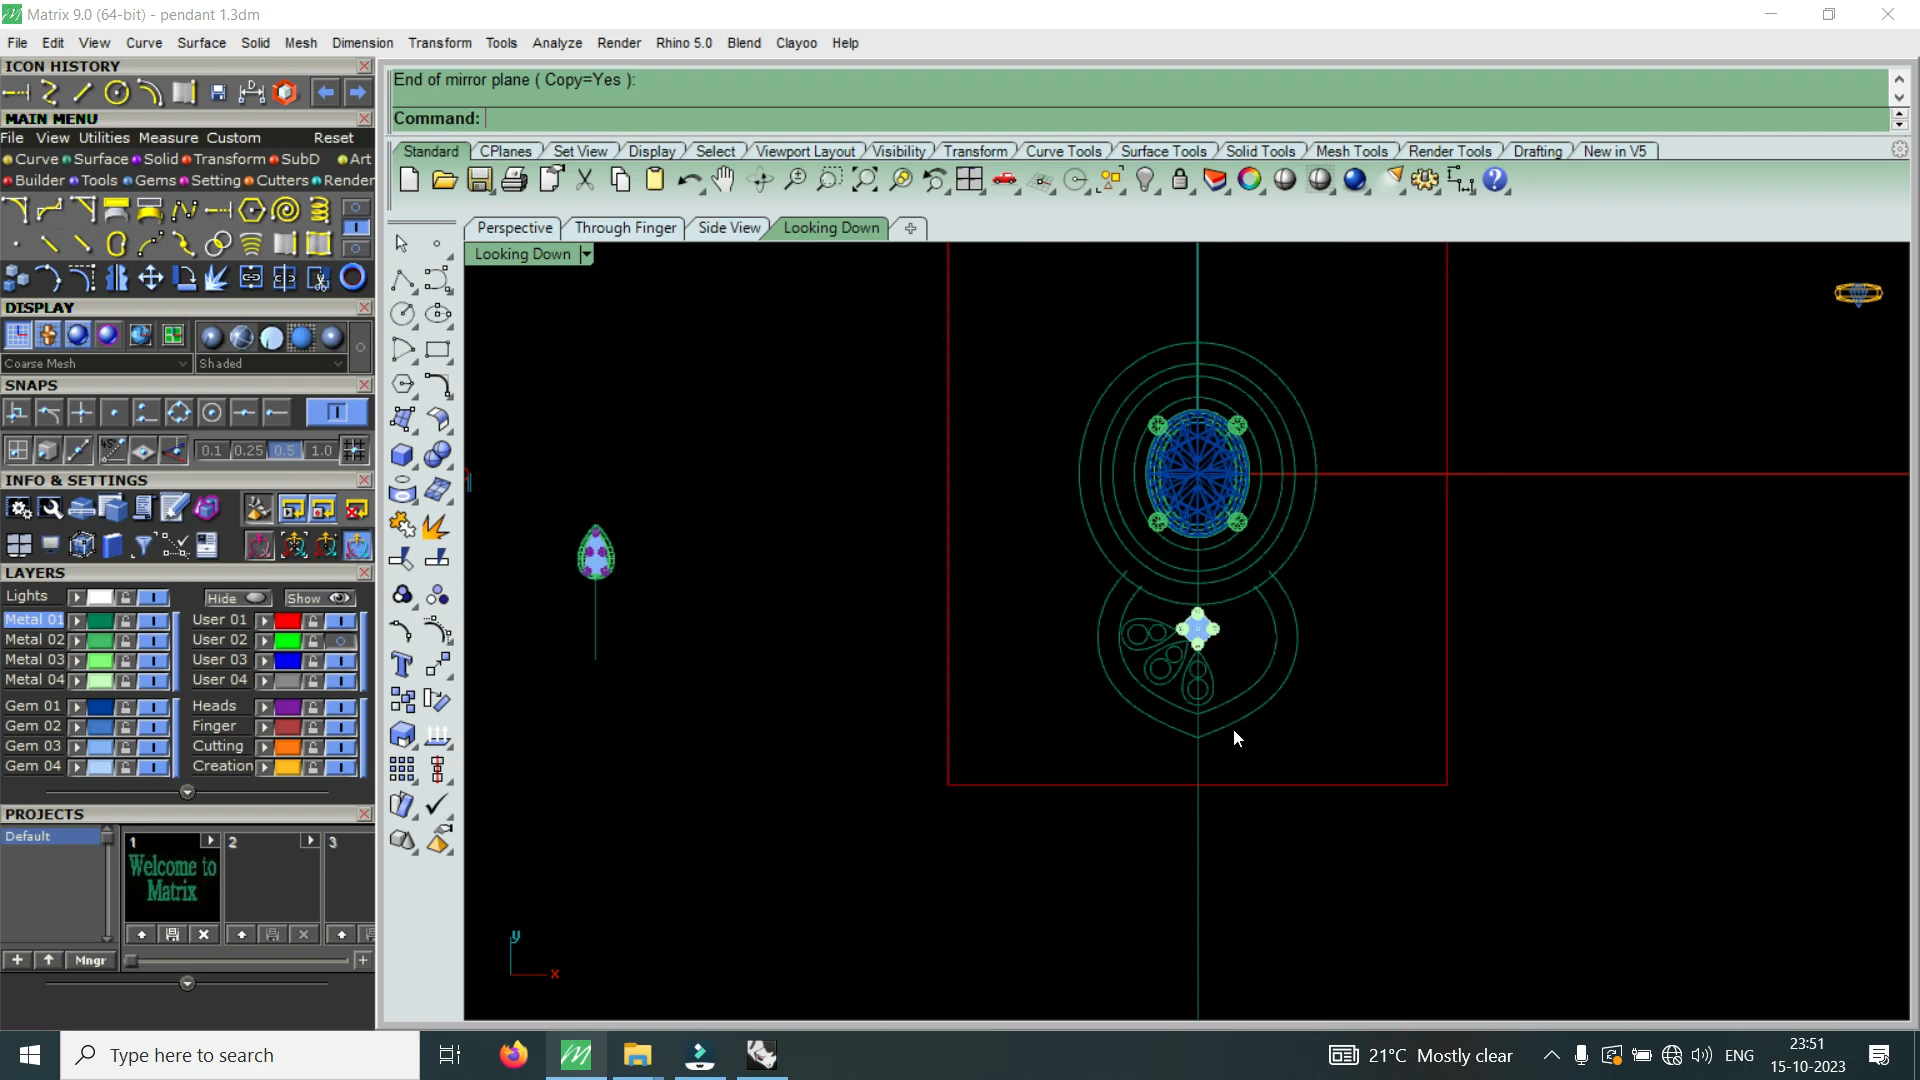 Matrix 9.0 (64-bit) - pendant 1.3dm
File Edit View Curve Surface Solid Mesh Dimension Transform Tools Analyze Render Rhino 5.0 Blend Clayoo Help
ICON HISTORY
MAIN MENU
File View Utilities Measure Custom Reset
Curve Surface Solid Transform SubD Art
Builder Tools Gems Setting Cutters Render
DISPLAY
Coarse Mesh Shaded
SNAPS
0.1 0.25 0.5 1.0
INFO & SETTINGS
LAYERS
Lights Hide Show
Metal 01 User 01
Metal 02 User 02
Metal 03 User 03
Metal 04 User 04
Gem 01 Heads
Gem 02 Finger
Gem 03 Cutting
Gem 04 Creation
PROJECTS
Default
1 2 3
Welcome to
Matrix
Mngr
End of mirror plane ( Copy=Yes ):
Command:
Standard CPlanes Set View Display Select Viewport Layout Visibility Transform Curve Tools Surface Tools Solid Tools Mesh Tools Render Tools Drafting New in V5
Perspective Through Finger Side View Looking Down
Looking Down
y
x
Type here to search
21°C Mostly clear
ENG
23:51
15-10-2023